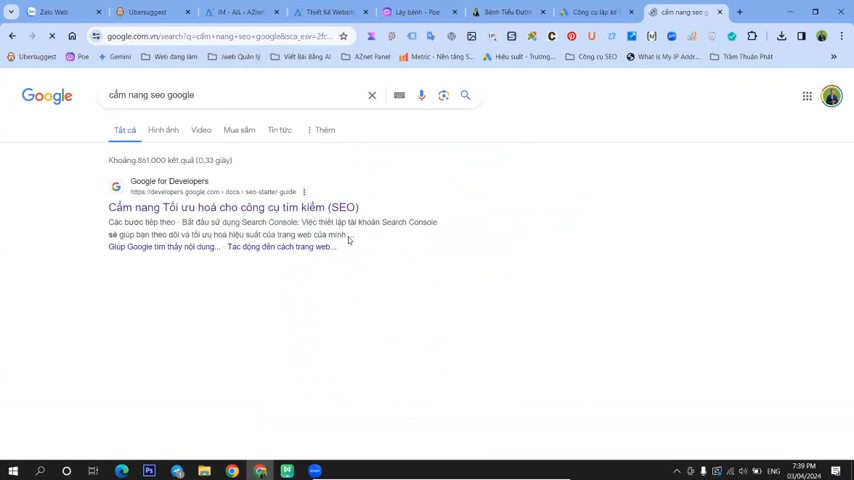 Zalo Web
Ubersuggest
IM - AIL - AZnet
Thiết Kế Website
Lây bệnh - Poe
Bệnh Tiểu Đườn
Công cụ lập kế
cẩm nang seo g
google.com.vn/search?q=cẩm+nang+seo+google&sca_esv=2fc...
Ubersuggest
Poe
Gemini
Web đang làm
Jweb Quản lý
Viết Bài Bằng AI
AZnet Panel
Metric - Nền tảng S...
Hiệu suất - Trương...
Công cụ SEO
What Is My IP Addr...
Trầm Thuận Phát
Google
cẩm nang seo google
Tất cả
Hình ảnh
Video
Mua sắm
Tin tức
Thêm
Khoảng 861.000 kết quả (0,33 giây)
Google for Developers
https://developers.google.com › docs › seo-starter-guide
Cẩm nang Tối ưu hoá cho công cụ tìm kiếm (SEO)
Các bước tiếp theo · Bắt đầu sử dụng Search Console: Việc thiết lập tài khoản Search Console
sẽ giúp bạn theo dõi và tối ưu hoá hiệu suất của trang web của mình ...
Giúp Google tìm thấy nội dung... · Tác động đến cách trang web...
ENG
7:39 PM
03/04/2024